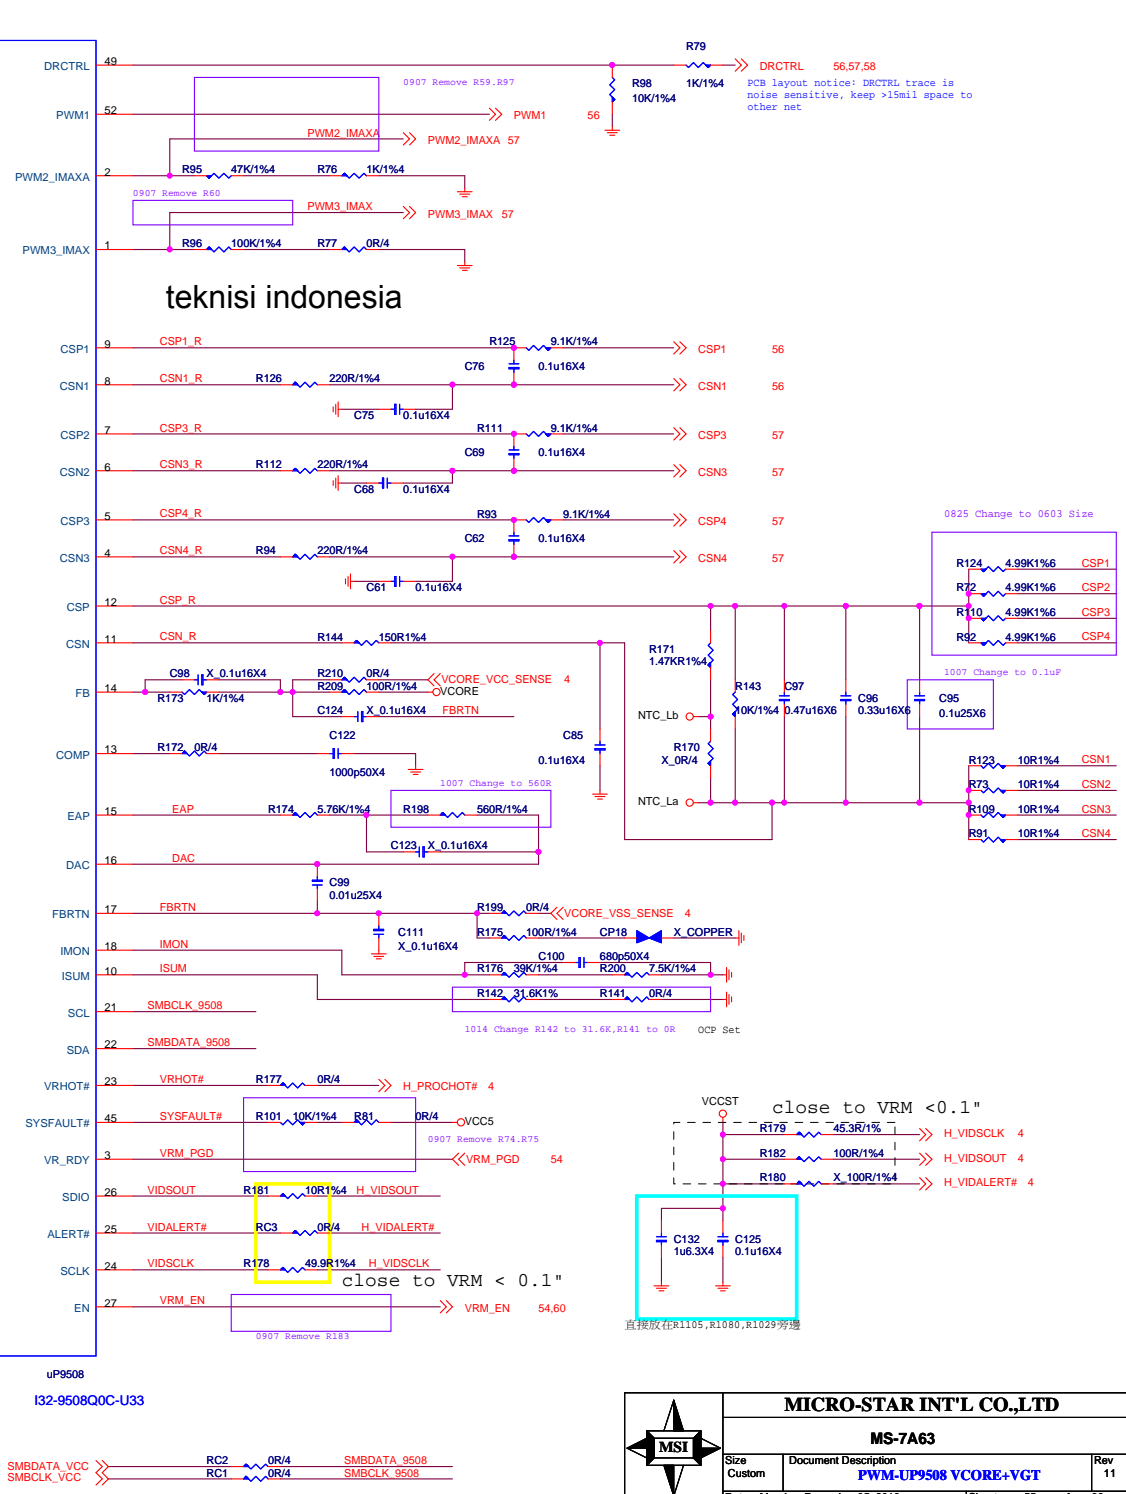 DRCTRL 49 R79 1K/1%4 DRCTRL 56,57,58
R98 10K/1%4
PCB layout notice: DRCTRL trace is
noise sensitive, keep >15mil space to
other net
0907 Remove R59.R97
PWM1 52 PWM1 56
PWM2_IMAXA PWM2_IMAXA 57
PWM2_IMAXA 2 R95 47K/1%4 R76 1K/1%4
0907 Remove R60
PWM3_IMAX PWM3_IMAX 57
PWM3_IMAX 1 R96 100K/1%4 R77 0R/4
teknisi indonesia
CSP1 9 CSP1_R R125 9.1K/1%4 CSP1 56
C76 0.1u16X4
CSN1 8 CSN1_R R126 220R/1%4 CSN1 56
C75 0.1u16X4
CSP2 7 CSP3_R R111 9.1K/1%4 CSP3 57
C69 0.1u16X4
CSN2 6 CSN3_R R112 220R/1%4 CSN3 57
C68 0.1u16X4
CSP3 5 CSP4_R R93 9.1K/1%4 CSP4 57
C62 0.1u16X4
CSN3 4 CSN4_R R94 220R/1%4 CSN4 57
C61 0.1u16X4
0825 Change to 0603 Size
R124 4.99K1%6 CSP1
R72 4.99K1%6 CSP2
R110 4.99K1%6 CSP3
R92 4.99K1%6 CSP4
CSP 12 CSP_R
CSN 11 CSN_R R144 150R1%4
R171
1.47KR1%4
1007 Change to 0.1uF
C98 X_0.1u16X4 R210 0R/4 VCORE_VCC_SENSE 4
FB 14 R173 1K/1%4 R209 100R/1%4 VCORE
C124 X_0.1u16X4 FBRTN
R143 10K/1%4
C97 0.47u16X6
C96 0.33u16X6
C95 0.1u25X6
NTC_Lb
COMP 13 R172 0R/4 C122 1000p50X4
C85 0.1u16X4
R170 X_0R/4
NTC_La
R123 10R1%4 CSN1
R73 10R1%4 CSN2
R109 10R1%4 CSN3
R91 10R1%4 CSN4
1007 Change to 560R
EAP 15 EAP R174 5.76K/1%4 R198 560R/1%4
C123 X_0.1u16X4
DAC 16 DAC
C99
0.01u25X4
FBRTN 17 FBRTN R199 0R/4 VCORE_VSS_SENSE 4
C111
X_0.1u16X4
R175 100R/1%4 CP18 X_COPPER
IMON 18 IMON
C100 680p50X4
R176 39K/1%4 R200 7.5K/1%4
ISUM 10 ISUM
R142 31.6K1% R141 0R/4
1014 Change R142 to 31.6K,R141 to 0R OCP Set
SCL 21 SMBCLK_9508
SDA 22 SMBDATA_9508
VRHOT# 23 VRHOT# R177 0R/4 H_PROCHOT# 4
SYSFAULT# 45 SYSFAULT# R101 10K/1%4 R81 0R/4 VCC5
0907 Remove R74.R75
VR_RDY 3 VRM_PGD VRM_PGD 54
VCCST close to VRM <0.1"
R179 45.3R/1% H_VIDSCLK 4
R182 100R/1%4 H_VIDSOUT 4
R180 X_100R/1%4 H_VIDALERT# 4
SDIO 26 VIDSOUT R181 10R1%4 H_VIDSOUT
ALERT# 25 VIDALERT# RC3 0R/4 H_VIDALERT#
SCLK 24 VIDSCLK R178 49.9R1%4 H_VIDSCLK
close to VRM < 0.1"
C132 1u6.3X4
C125 0.1u16X4
直接放在R1105,R1080,R1029旁邊
EN 27 VRM_EN VRM_EN 54,60
0907 Remove R183
uP9508
I32-9508Q0C-U33
SMBDATA_VCC RC2 0R/4 SMBDATA_9508
SMBCLK_VCC RC1 0R/4 SMBCLK_9508
MSI
MICRO-STAR INT'L CO.,LTD
MS-7A63
Size Document Description Rev
Custom PWM-UP9508 VCORE+VGT 11